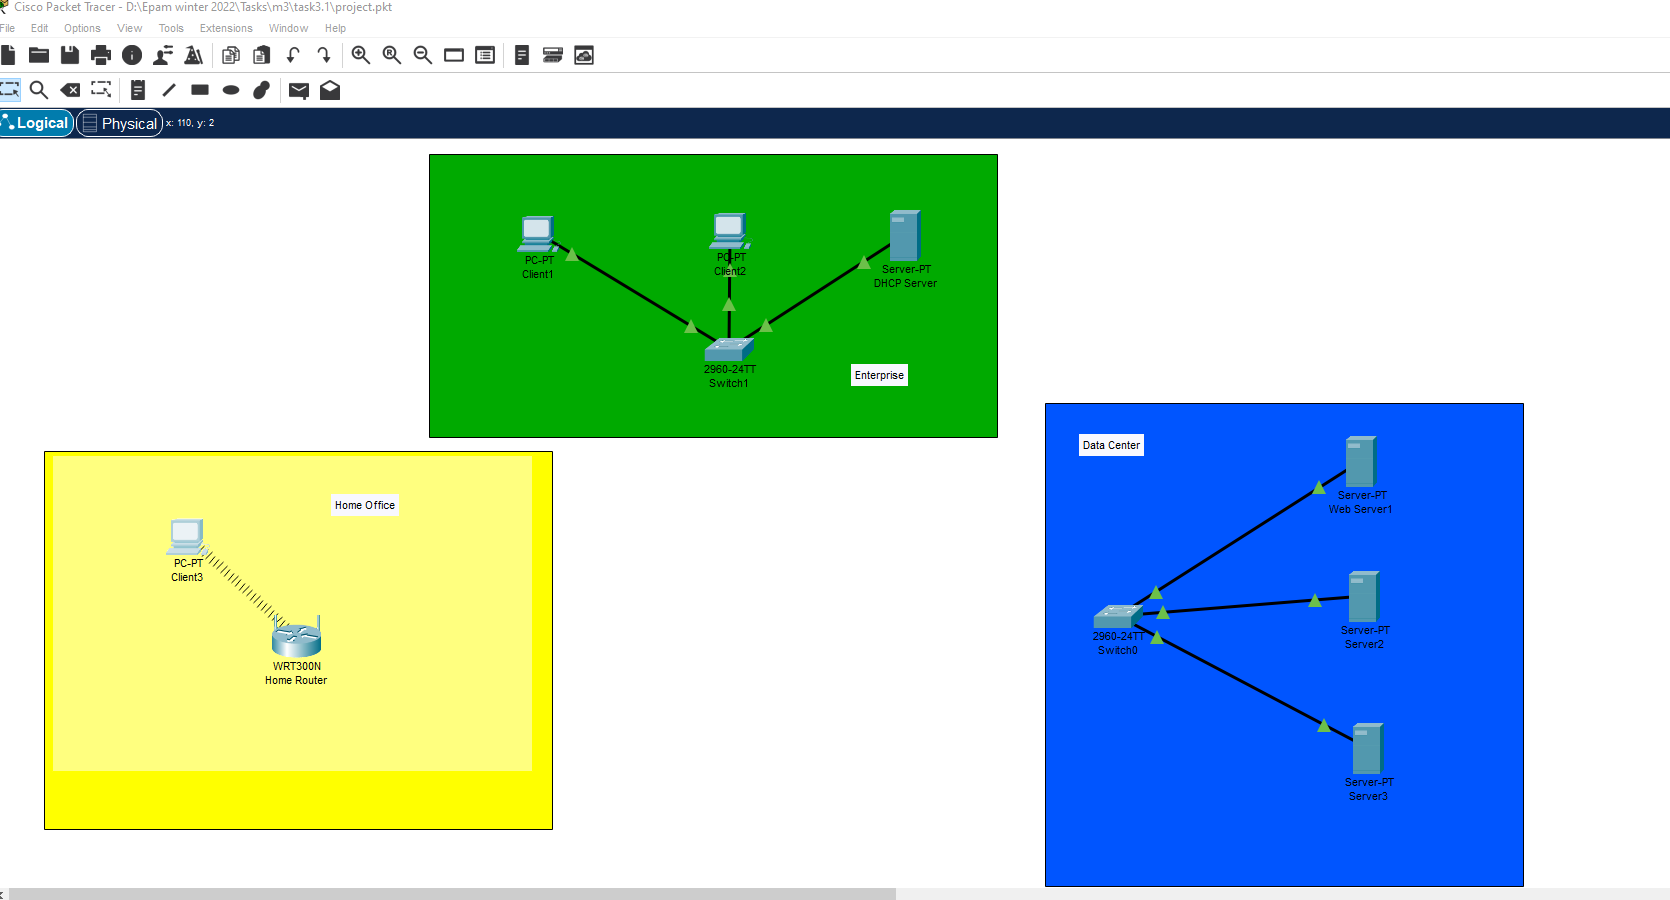 Cisco Packet Tracer - D:\Epam winter 2022\Tasks\m3\task3.1\project.pkt
File Edit Options View Tools Extensions Window Help
Logical Physical x: 110, y: 2
PC-PT
Client1
PC-PT
Client2
Server-PT
DHCP Server
2960-24TT
Switch1
Enterprise
Home Office
PC-PT
Client3
WRT300N
Home Router
Data Center
Server-PT
Web Server1
2960-24TT
Switch0
Server-PT
Server2
Server-PT
Server3